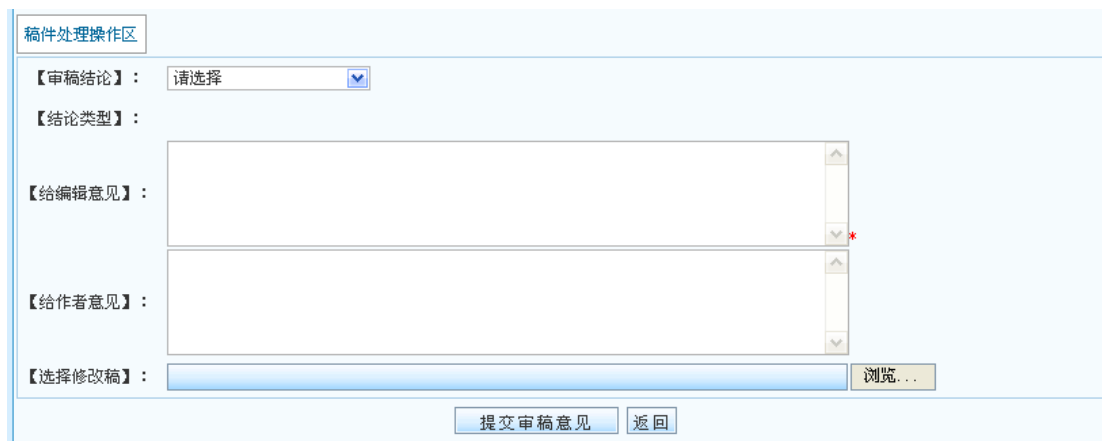 稿件处理操作区
【审稿结论】： 请选择
【结论类型】：
【给编辑意见】：
*
【给作者意见】：
【选择修改稿】： 浏览...
提交审稿意见 返回